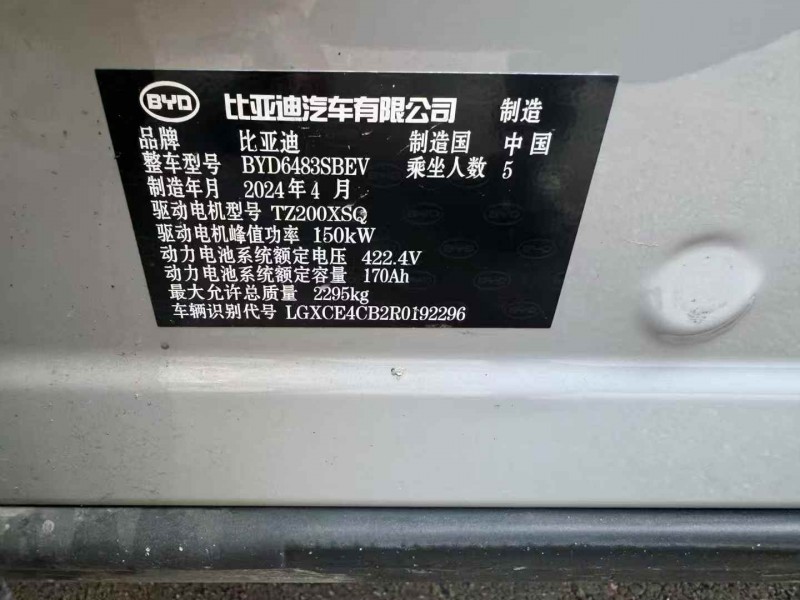 BYD 比亚迪汽车有限公司 制造
品牌 比亚迪 制造国 中国
整车型号 BYD6483SBEV 乘坐人数 5
制造年月 2024年4月
驱动电机型号 TZ200XSQ
驱动电机峰值功率 150kW
动力电池系统额定电压 422.4V
动力电池系统额定容量 170Ah
最大允许总质量 2295kg
车辆识别代号 LGXCE4CB2R0192296